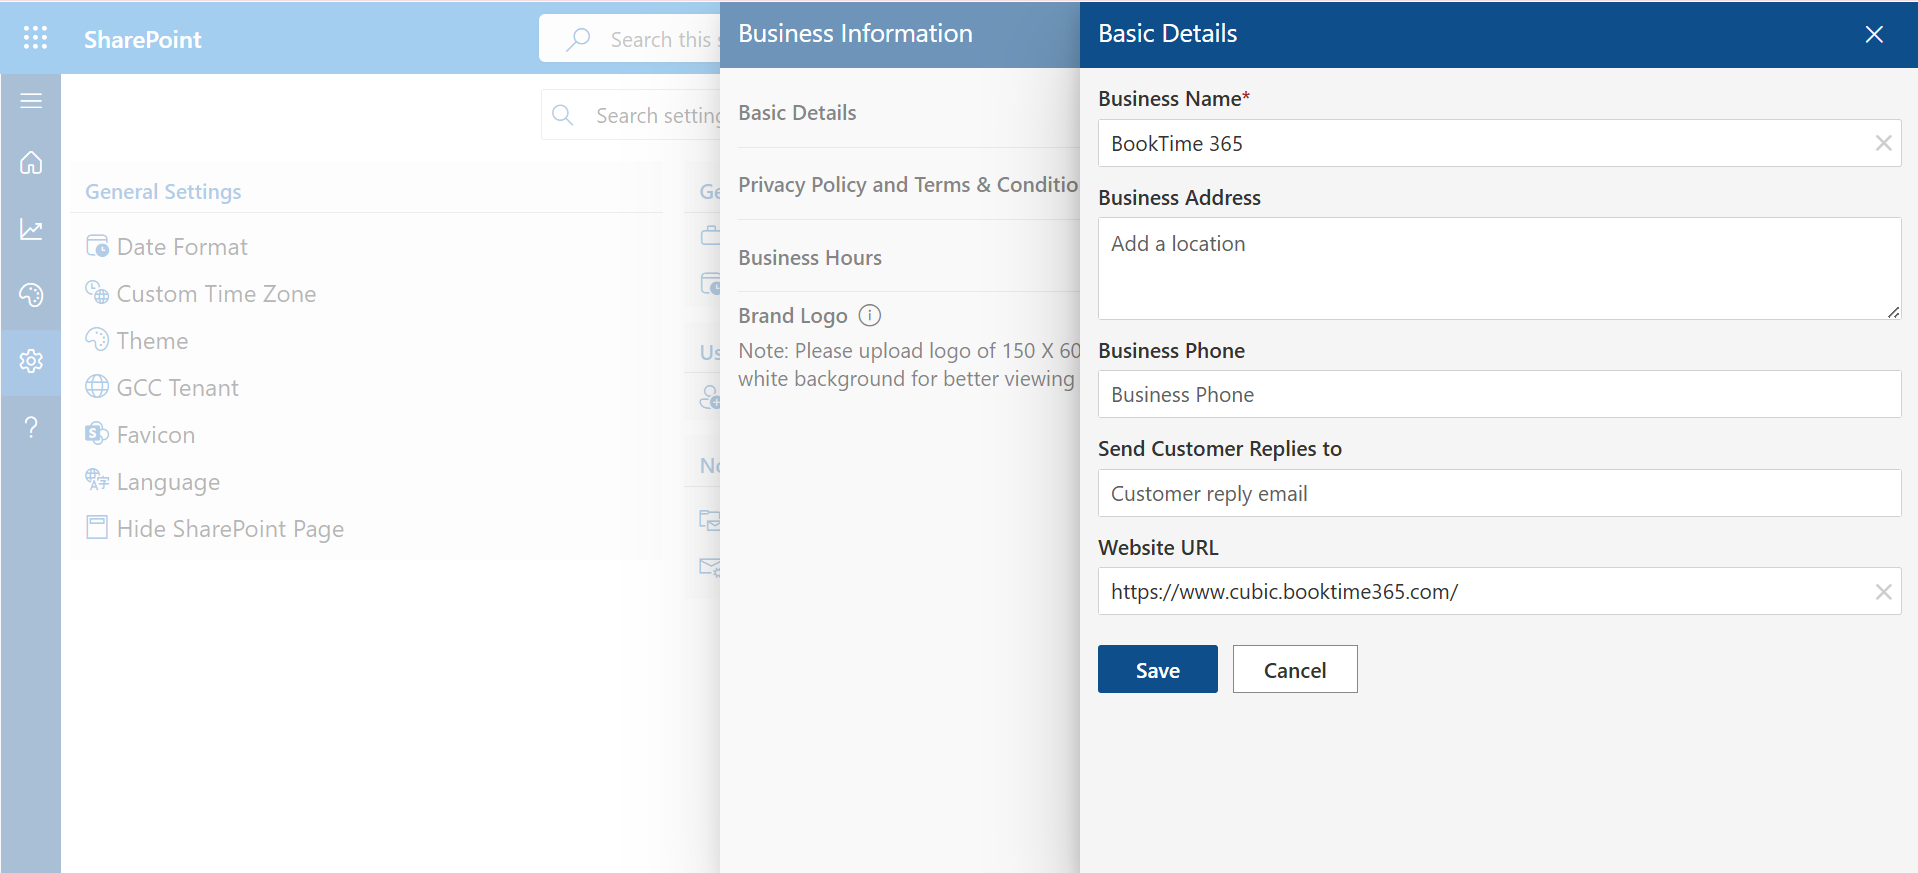 SharePoint
Search this
Search setting
General Settings
Date Format
Custom Time Zone
Theme
GCC Tenant
Favicon
Language
Hide SharePoint Page
Ge
Us
No
Business Information
Basic Details
Privacy Policy and Terms & Conditio
Business Hours
Brand Logo
Note: Please upload logo of 150 X 60
white background for better viewing
Basic Details
Business Name*
BookTime 365
Business Address
Add a location
Business Phone
Business Phone
Send Customer Replies to
Customer reply email
Website URL
https://www.cubic.booktime365.com/
Save
Cancel